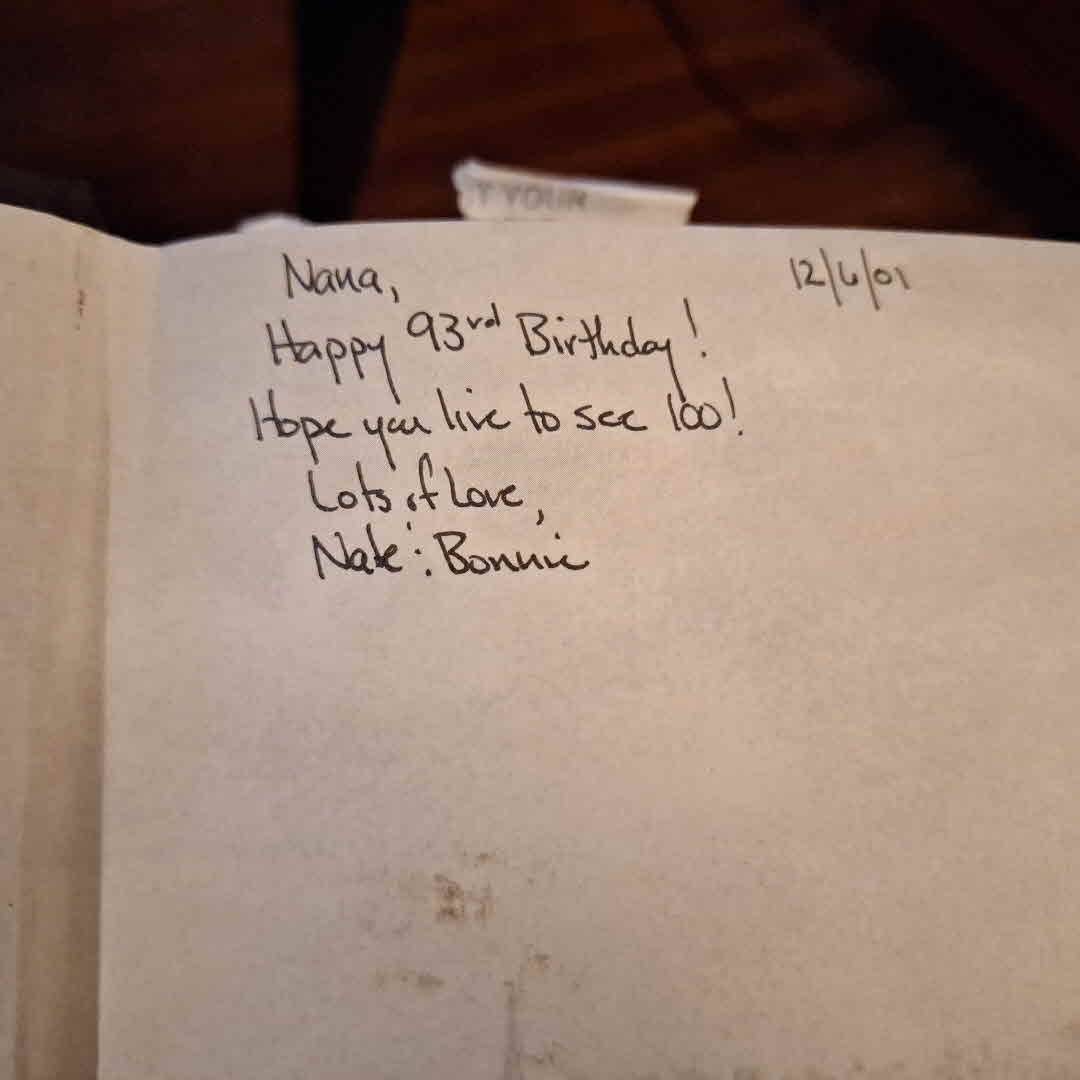 T YOUR
Nana,
12/6/01
Happy 93rd Birthday!
Hope you live to see 100!
Lots of Love,
Nate & Bonnie